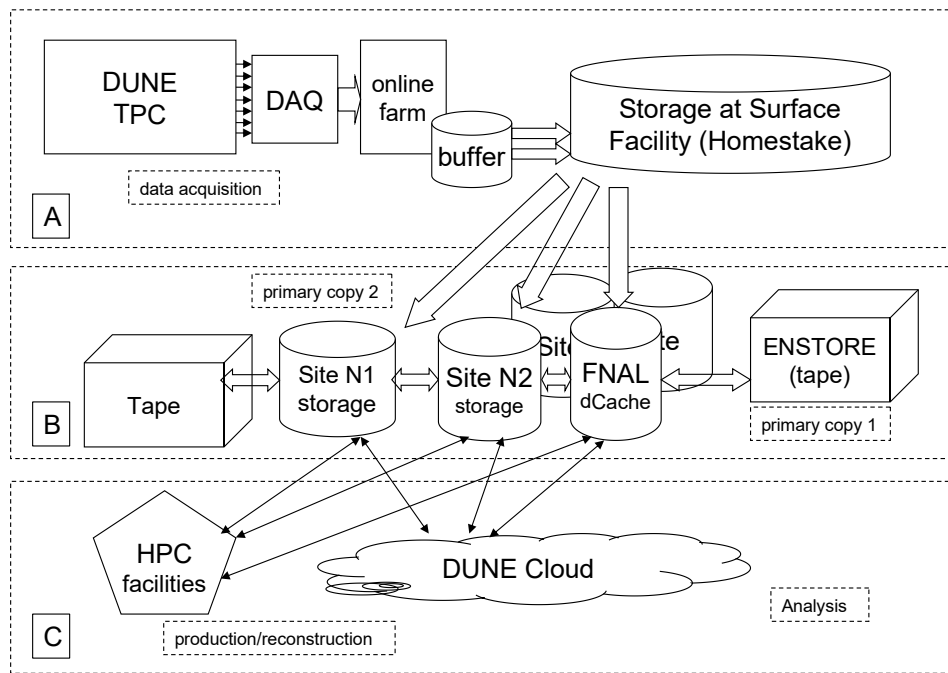 DUNE
TPC
DAQ
online
farm
buffer
Storage at Surface
Facility (Homestake)
data acquisition
A
primary copy 2
Tape
Site N1
storage
Site N2
storage
FNAL
dCache
ENSTORE
(tape)
primary copy 1
B
HPC
facilities
DUNE Cloud
Analysis
production/reconstruction
C